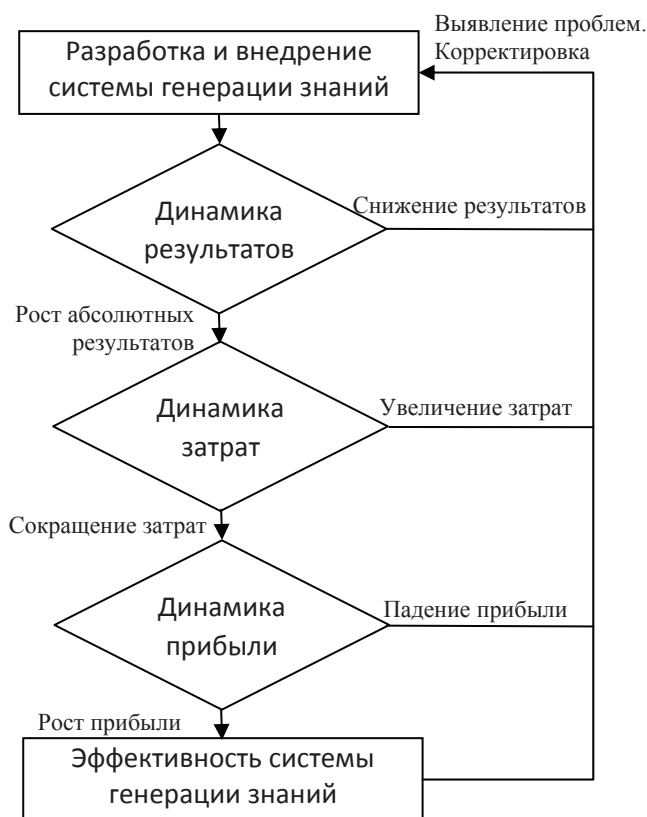 Выявление проблем.
Корректировка
Разработка и внедрение
системы генерации знаний
Динамика
результатов
Снижение результатов
Рост абсолютных
результатов
Динамика
затрат
Увеличение затрат
Сокращение затрат
Динамика
прибыли
Падение прибыли
Рост прибыли
Эффективность системы
генерации знаний